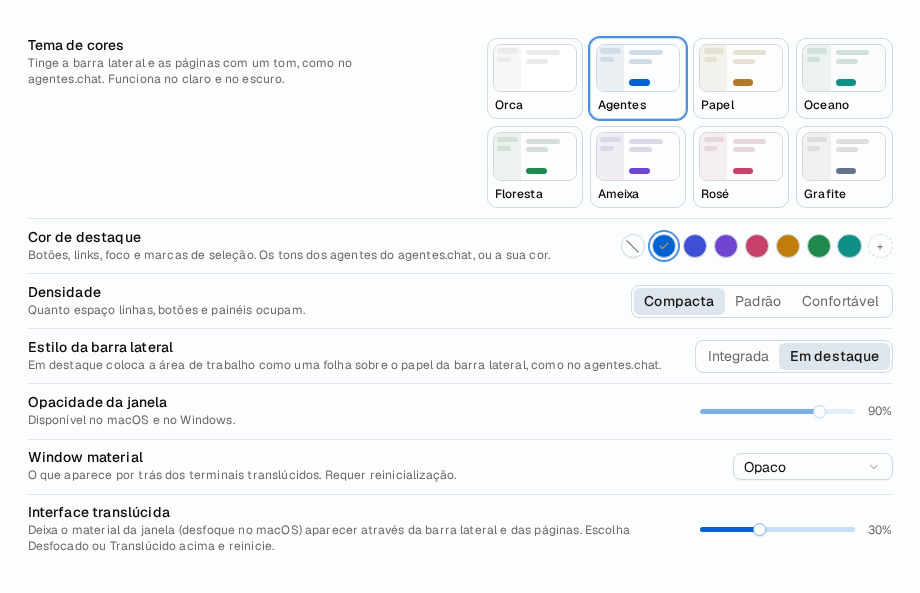 Tema de cores
Tinge a barra lateral e as páginas com um tom, como no
agentes.chat. Funciona no claro e no escuro.
Orca
Agentes
Papel
Oceano
Floresta
Ameixa
Rosé
Grafite
Cor de destaque
Botões, links, foco e marcas de seleção. Os tons dos agentes do agentes.chat, ou a sua cor.
+
Densidade
Quanto espaço linhas, botões e painéis ocupam.
Compacta
Padrão
Confortável
Estilo da barra lateral
Em destaque coloca a área de trabalho como uma folha sobre o papel da barra lateral, como no agentes.chat.
Integrada
Em destaque
Opacidade da janela
Disponível no macOS e no Windows.
90%
Window material
O que aparece por trás dos terminais translúcidos. Requer reinicialização.
Opaco
Interface translúcida
Deixa o material da janela (desfoque no macOS) aparecer através da barra lateral e das páginas. Escolha
Desfocado ou Translúcido acima e reinicie.
30%